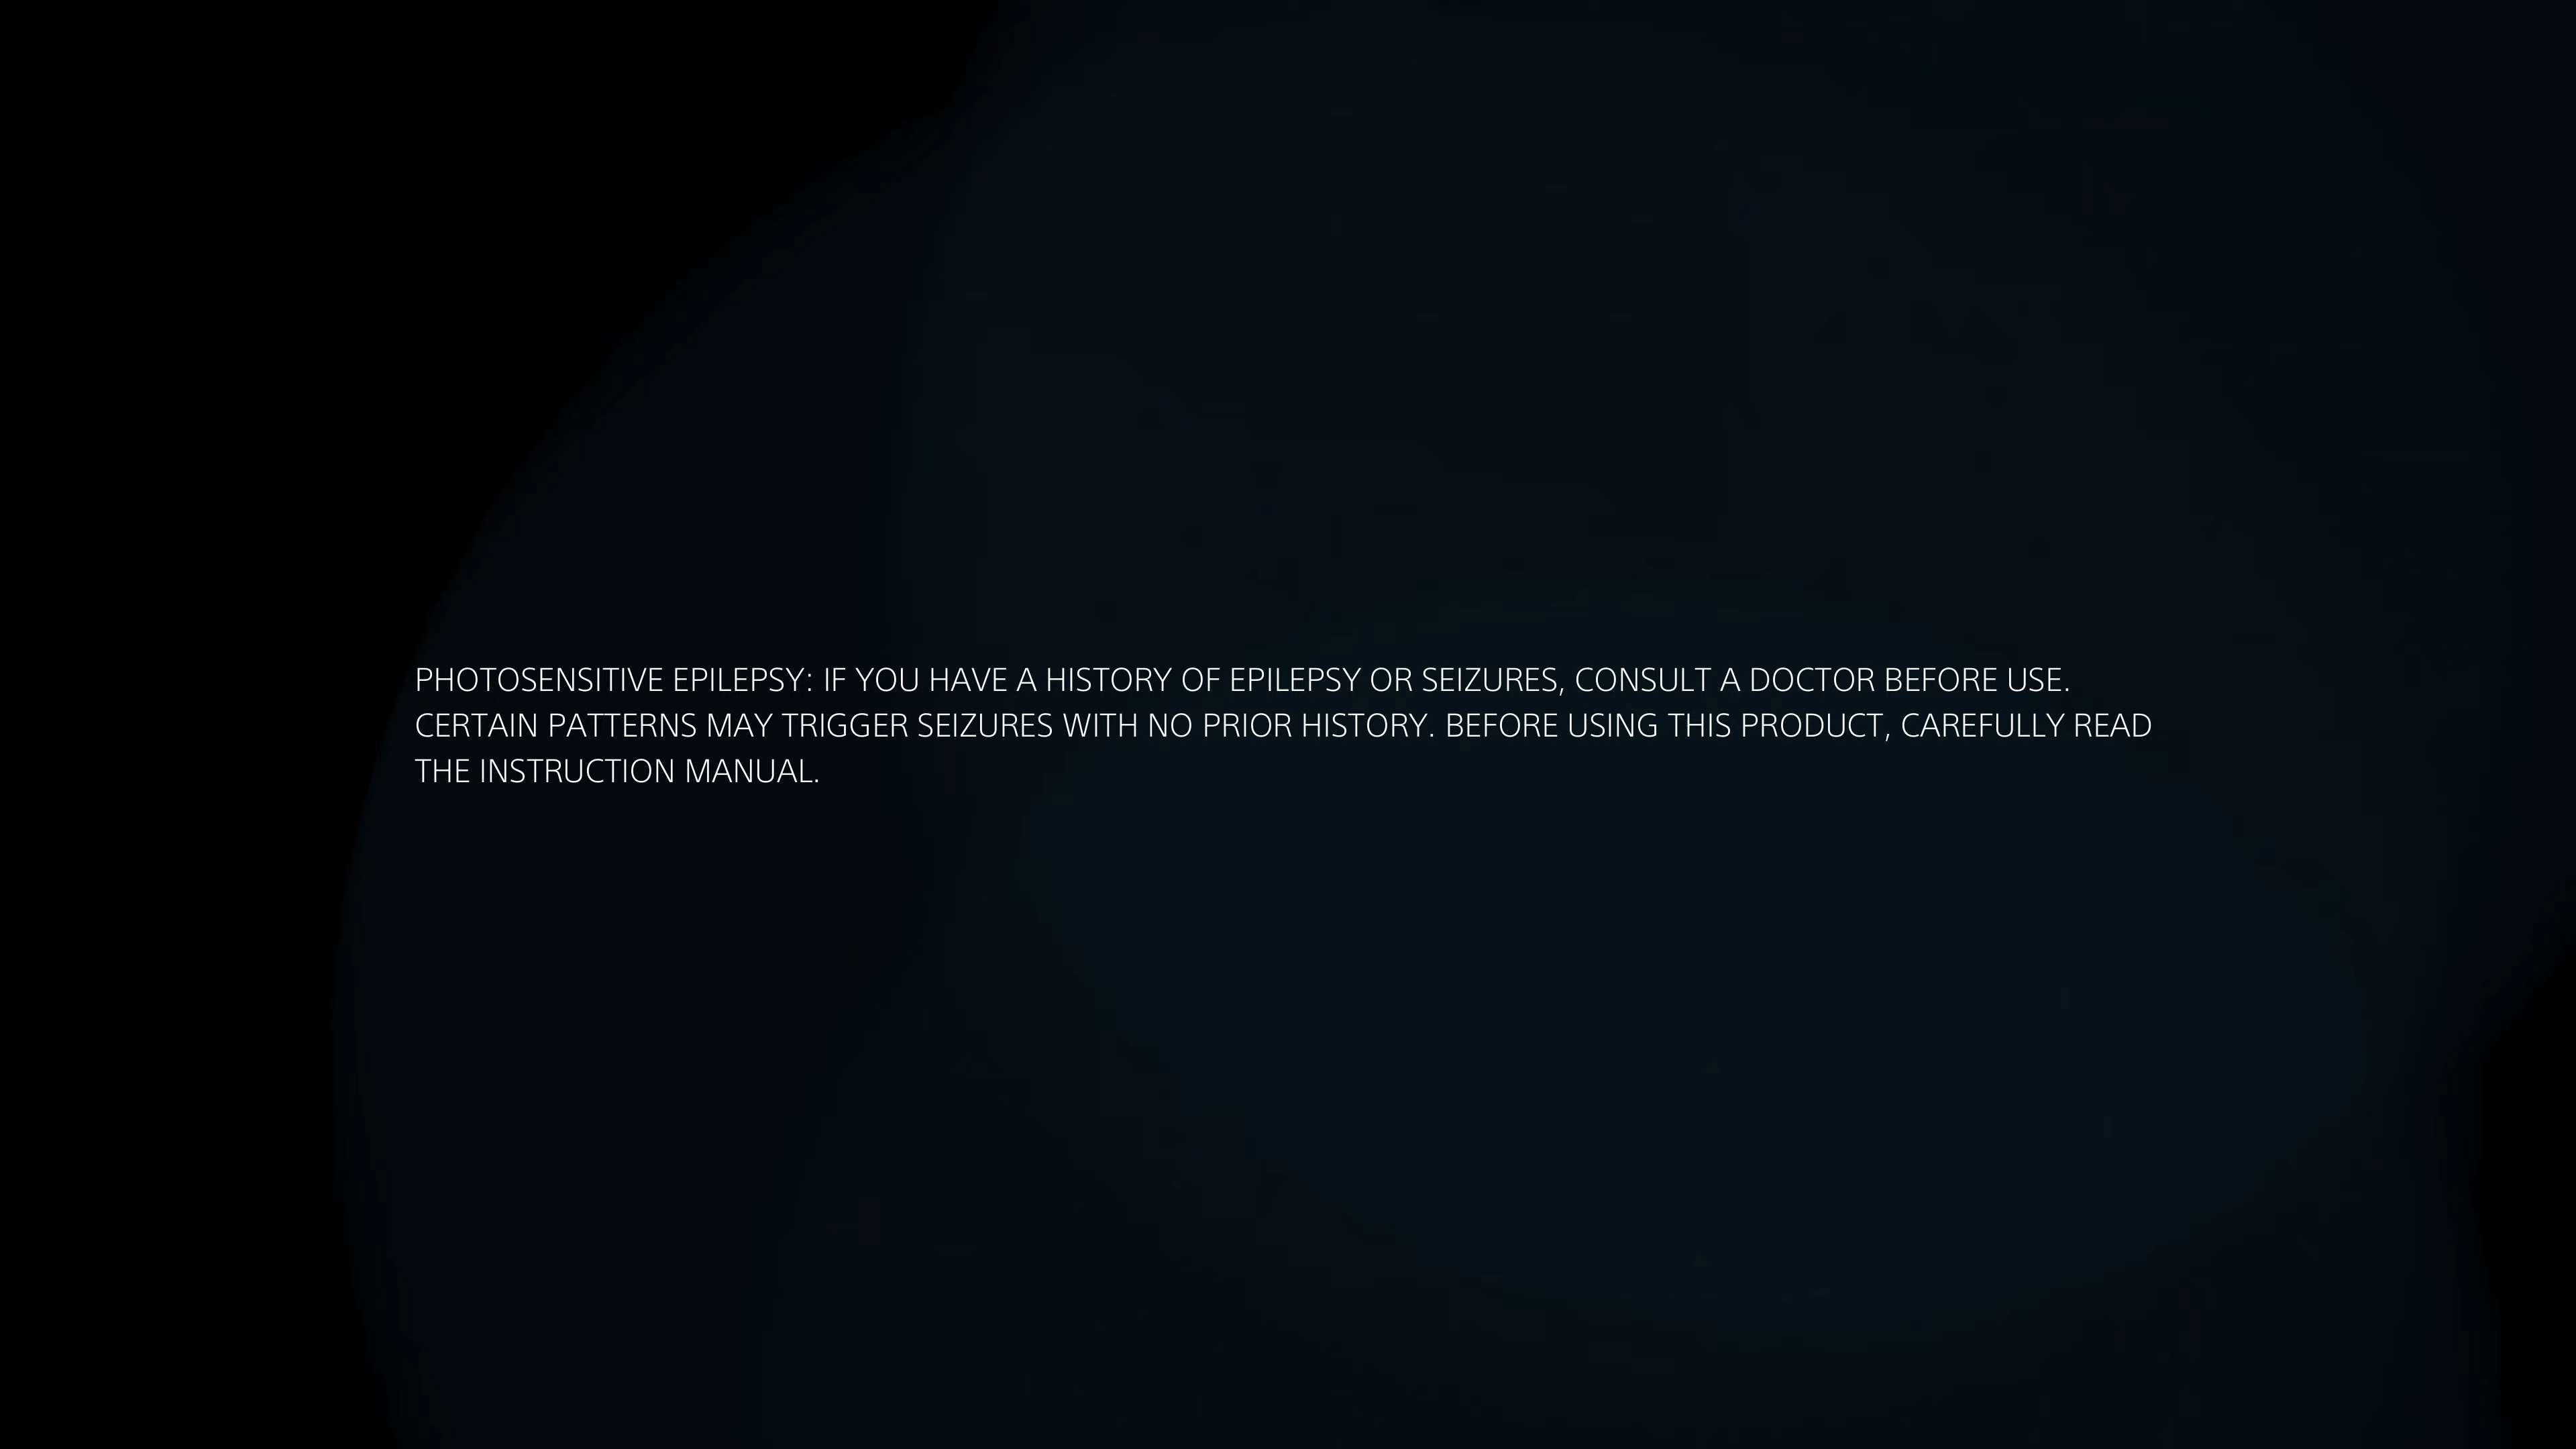 PHOTOSENSITIVE EPILEPSY: IF YOU HAVE A HISTORY OF EPILEPSY OR SEIZURES, CONSULT A DOCTOR BEFORE USE.
CERTAIN PATTERNS MAY TRIGGER SEIZURES WITH NO PRIOR HISTORY. BEFORE USING THIS PRODUCT, CAREFULLY READ
THE INSTRUCTION MANUAL.